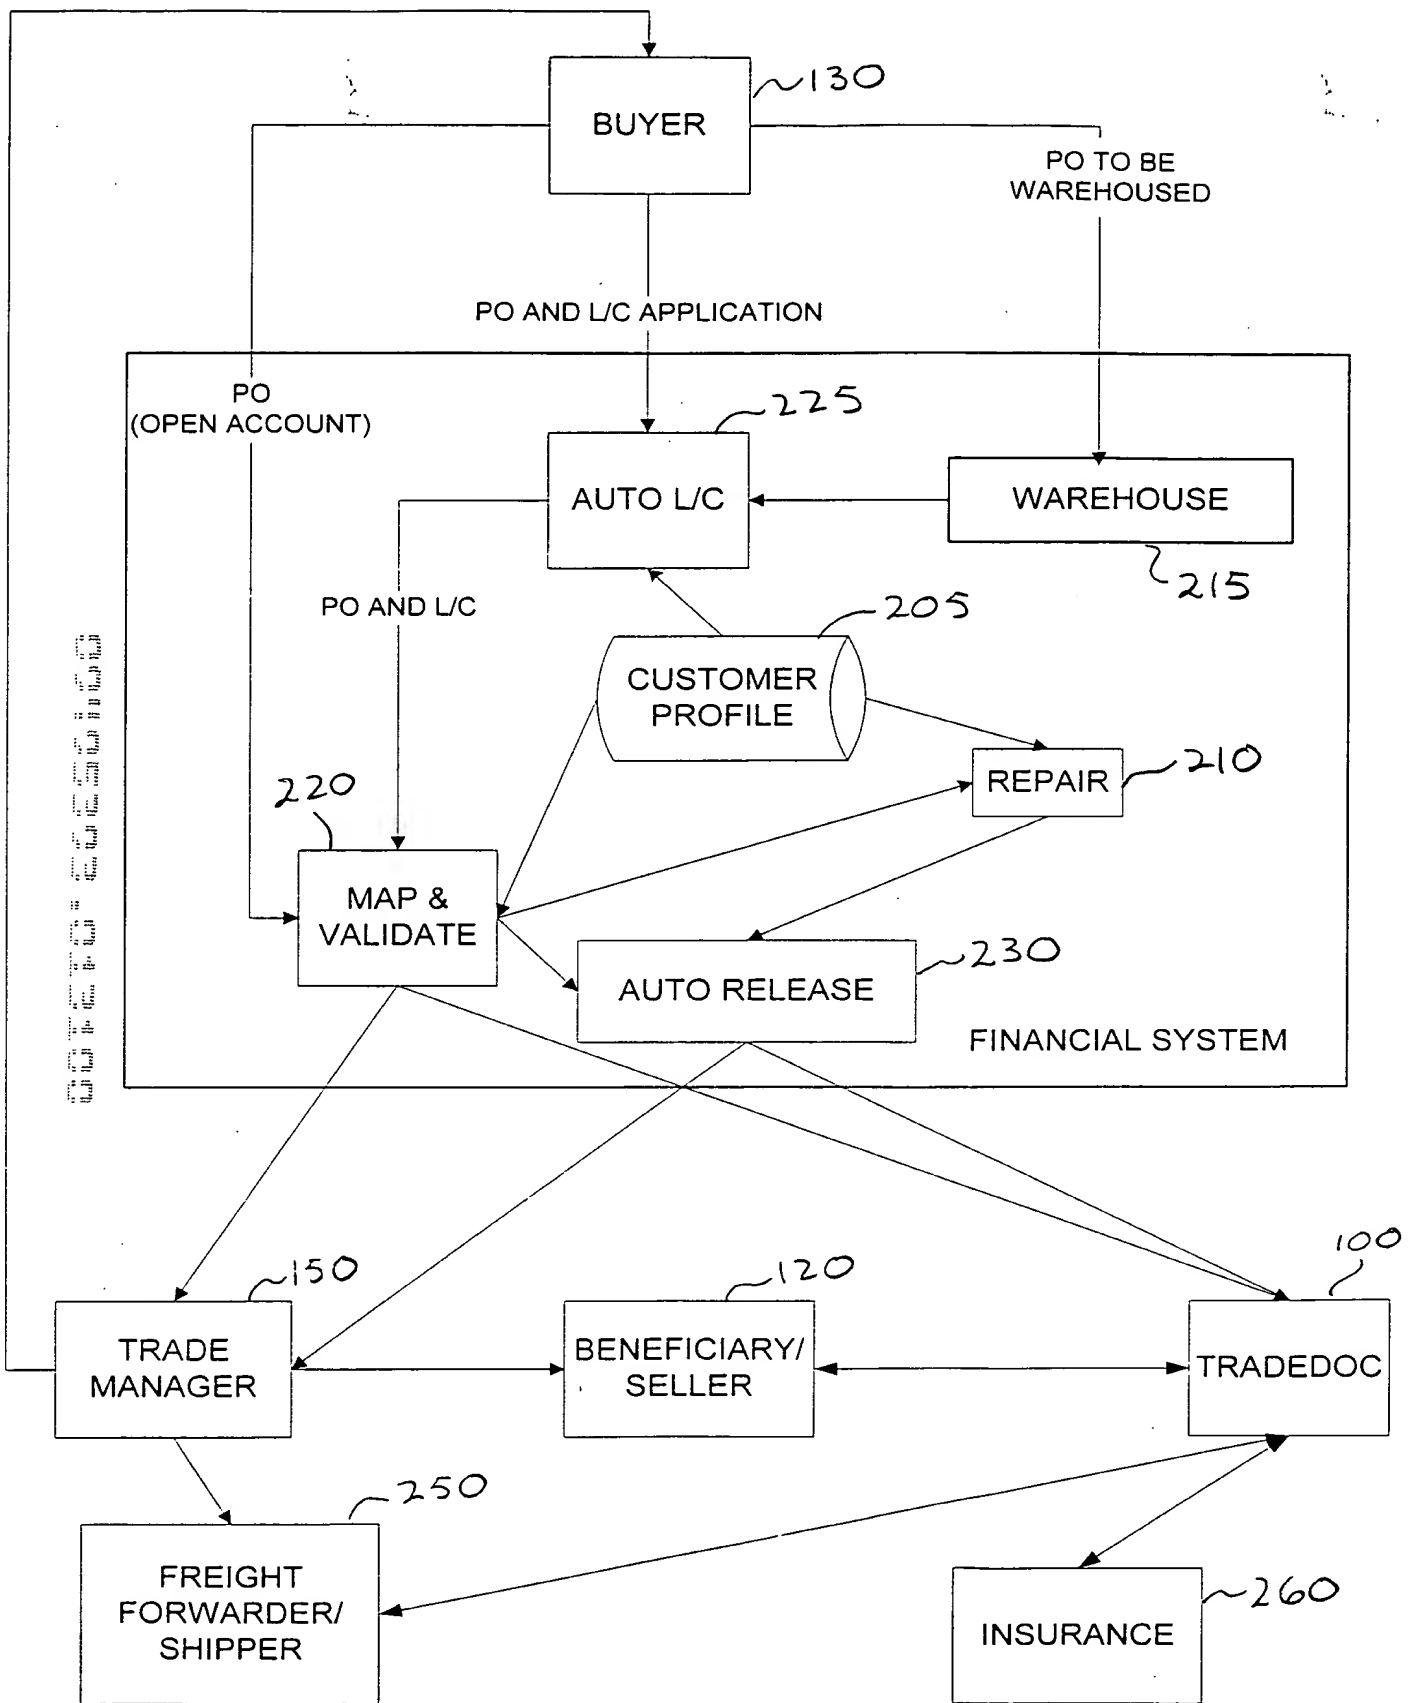 130
BUYER
PO TO BE
WAREHOUSED
PO AND L/C APPLICATION
PO
(OPEN ACCOUNT)
225
AUTO L/C
WAREHOUSE
215
PO AND L/C
205
CUSTOMER
PROFILE
210
REPAIR
220
MAP &
VALIDATE
230
AUTO RELEASE
FINANCIAL SYSTEM
100
150
120
TRADE
MANAGER
BENEFICIARY/
SELLER
TRADEDOC
250
FREIGHT
FORWARDER/
SHIPPER
260
INSURANCE